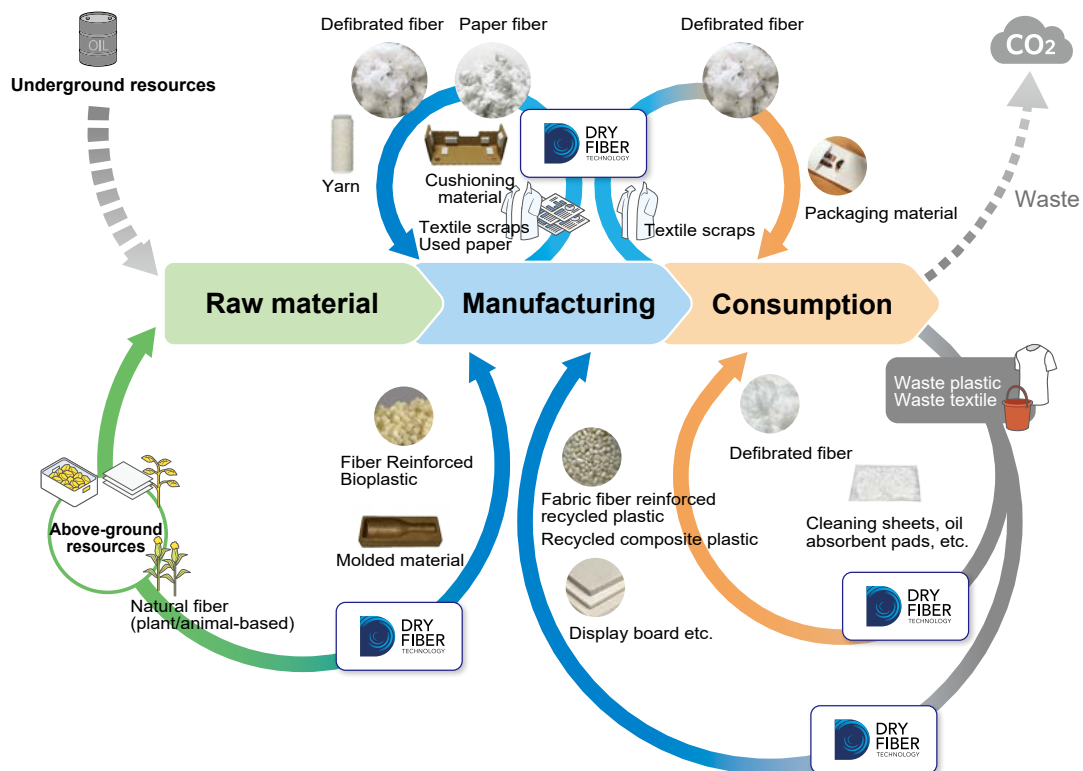 OIL
Underground resources
Defibrated fiber
Paper fiber
Defibrated fiber
CO2
Yarn
Cushioning
material
DRY
FIBER
TECHNOLOGY
Textile scraps
Used paper
Textile scraps
Packaging material
Waste
Raw material
Manufacturing
Consumption
Waste plastic
Waste textile
Fiber Reinforced
Bioplastic
Molded material
Fabric fiber reinforced
recycled plastic
Recycled composite plastic
Display board etc.
Defibrated fiber
Cleaning sheets, oil
absorbent pads, etc.
Above-ground
resources
Natural fiber
(plant/animal-based)
DRY
FIBER
TECHNOLOGY
DRY
FIBER
TECHNOLOGY
DRY
FIBER
TECHNOLOGY